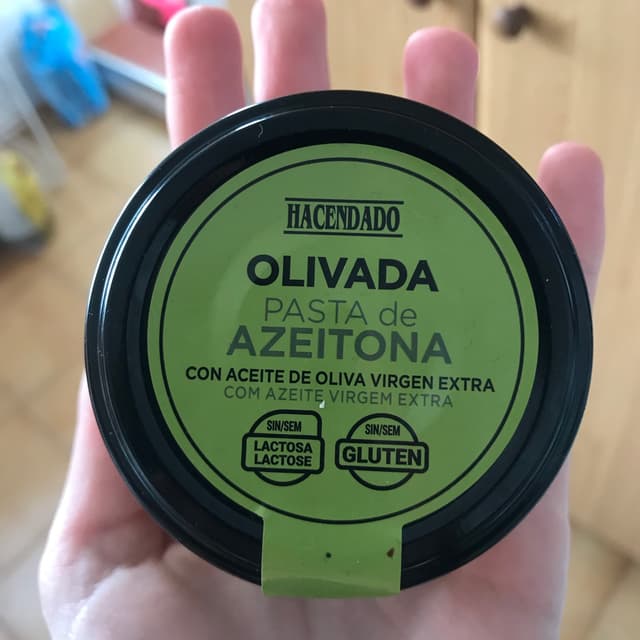 HACENDADO
OLIVADA
PASTA de
AZEITONA
CON ACEITE DE OLIVA VIRGEN EXTRA
COM AZEITE VIRGEM EXTRA
SIN/SEM
LACTOSA
LACTOSE
SIN/SEM
GLUTEN